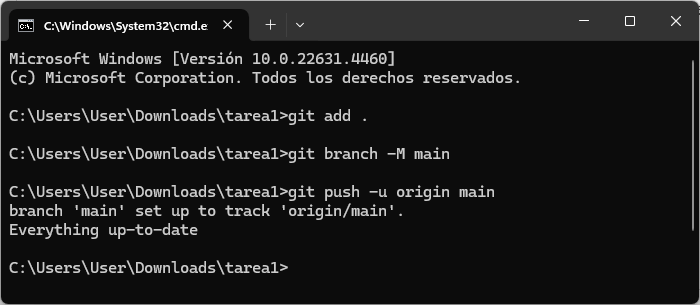 C:\Windows\System32\cmd.e
Microsoft Windows [Versión 10.0.22631.4460]
(c) Microsoft Corporation. Todos los derechos reservados.
C:\Users\User\Downloads\tarea1>git add .
C:\Users\User\Downloads\tarea1>git branch -M main
C:\Users\User\Downloads\tarea1>git push -u origin main
branch 'main' set up to track 'origin/main'.
Everything up-to-date
C:\Users\User\Downloads\tarea1>